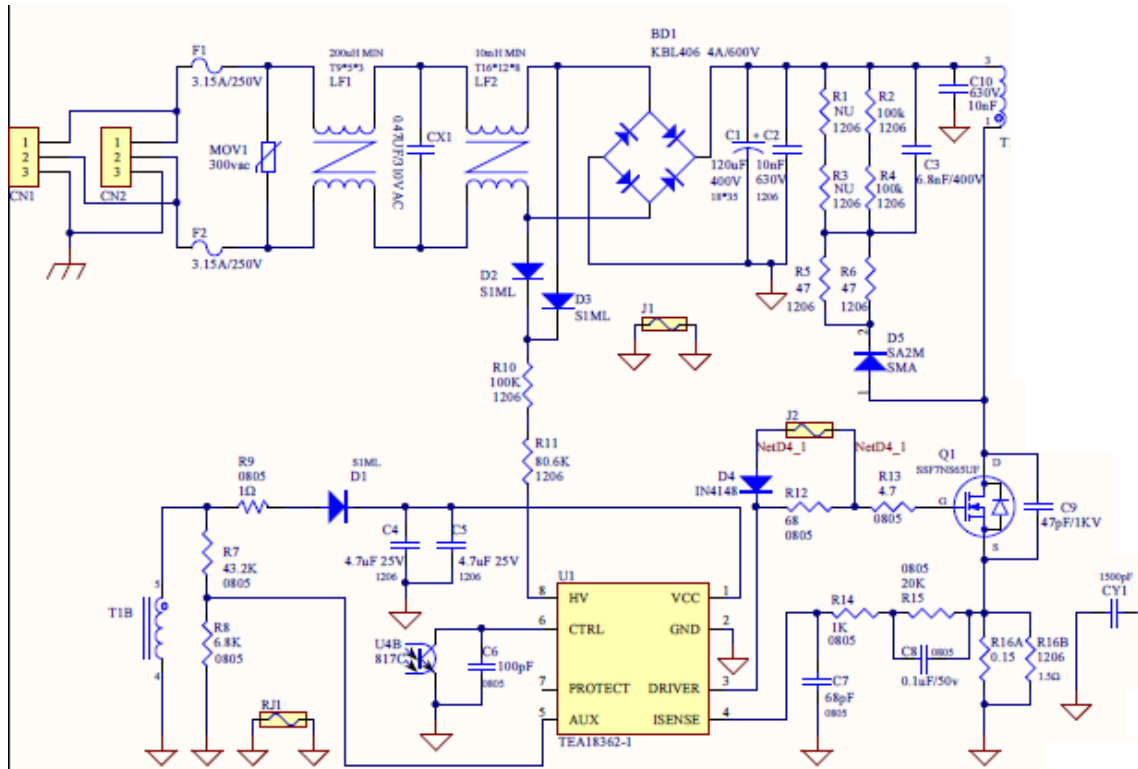 F1
3.15A/250V
200uH MIN
T9*5*3
LF1
10mH MIN
T16*12*8
LF2
BD1
KBL406 4A/600V
3
C10
630V
10nF
1
T
1
2
3
CN1
1
2
3
CN2
MOV1
300vac
0.47UF/310V AC
CX1
C1
120uF
400V
18*35
+
C2
10nF
630V
1206
R1
NU
1206
R2
100k
1206
R3
NU
1206
R4
100k
1206
C3
6.8nF/400V
F2
3.15A/250V
D2
S1ML
D3
S1ML
R5
47
1206
R6
47
1206
J1
2
D5
SA2M
SMA
1
R10
100K
1206
R11
80.6K
1206
J2
NetD4_1
NetD4_1
D4
IN4148
R12
68
0805
R13
4.7
0805
Q1
SSF7NS65UF
D
G
S
C9
47pF/1KV
R9
0805
1Ω
S1ML
D1
C4
4.7uF 25V
1206
C5
4.7uF 25V
1206
R7
43.2K
0805
5
T1B
4
R8
6.8K
0805
RJ1
U4B
817C
C6
100pF
0805
U1
8
HV
VCC
1
6
CTRL
GND
2
7
PROTECT
DRIVER
3
5
AUX
ISENSE
4
TEA18362-1
R14
1K
0805
0805
20K
R15
C8
0805
0.1uF/50v
C7
68pF
0805
R16A
0.15
R16B
1206
1.5Ω
1500pF
CY1